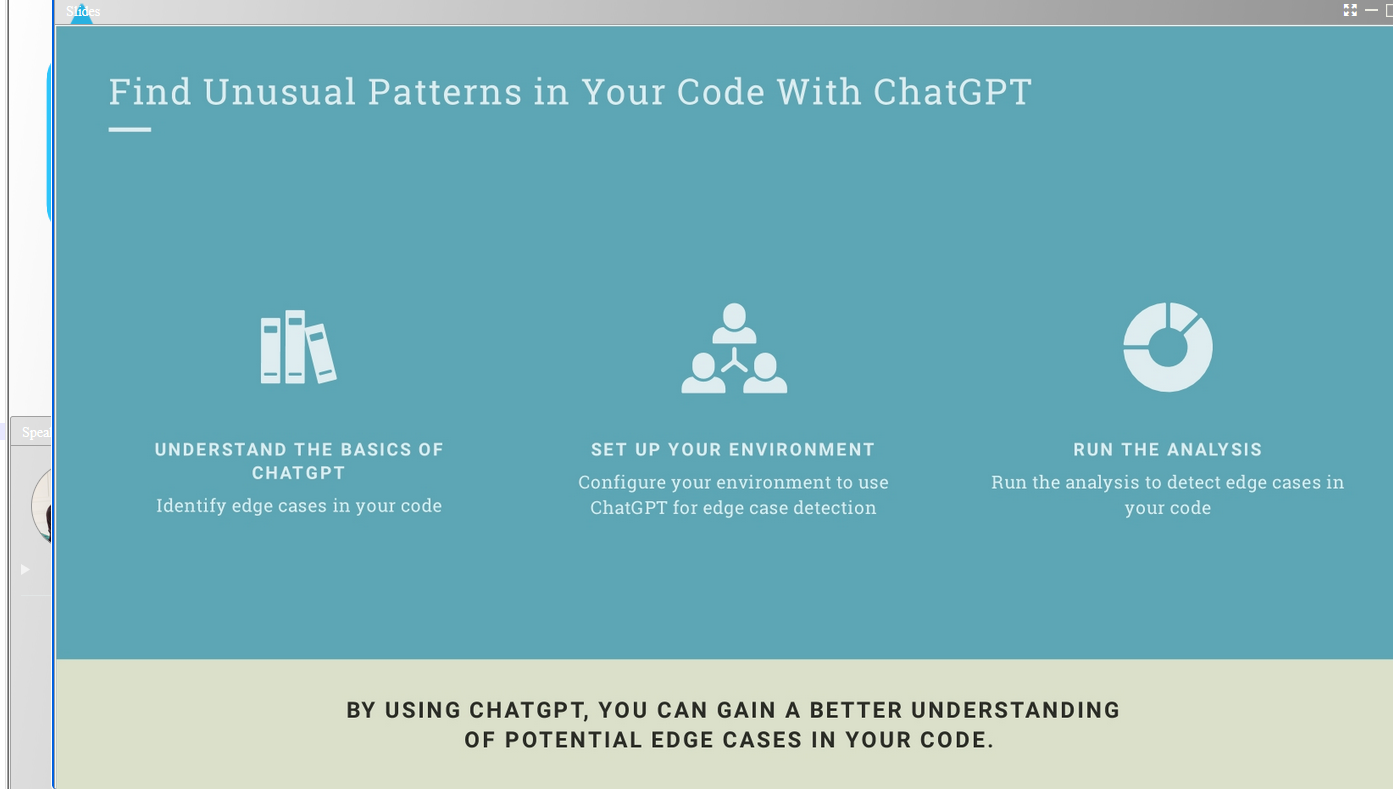 Slides
Find Unusual Patterns in Your Code With ChatGPT
UNDERSTAND THE BASICS OF
CHATGPT
Identify edge cases in your code
SET UP YOUR ENVIRONMENT
Configure your environment to use
ChatGPT for edge case detection
RUN THE ANALYSIS
Run the analysis to detect edge cases in
your code
Spea
BY USING CHATGPT, YOU CAN GAIN A BETTER UNDERSTANDING
OF POTENTIAL EDGE CASES IN YOUR CODE.